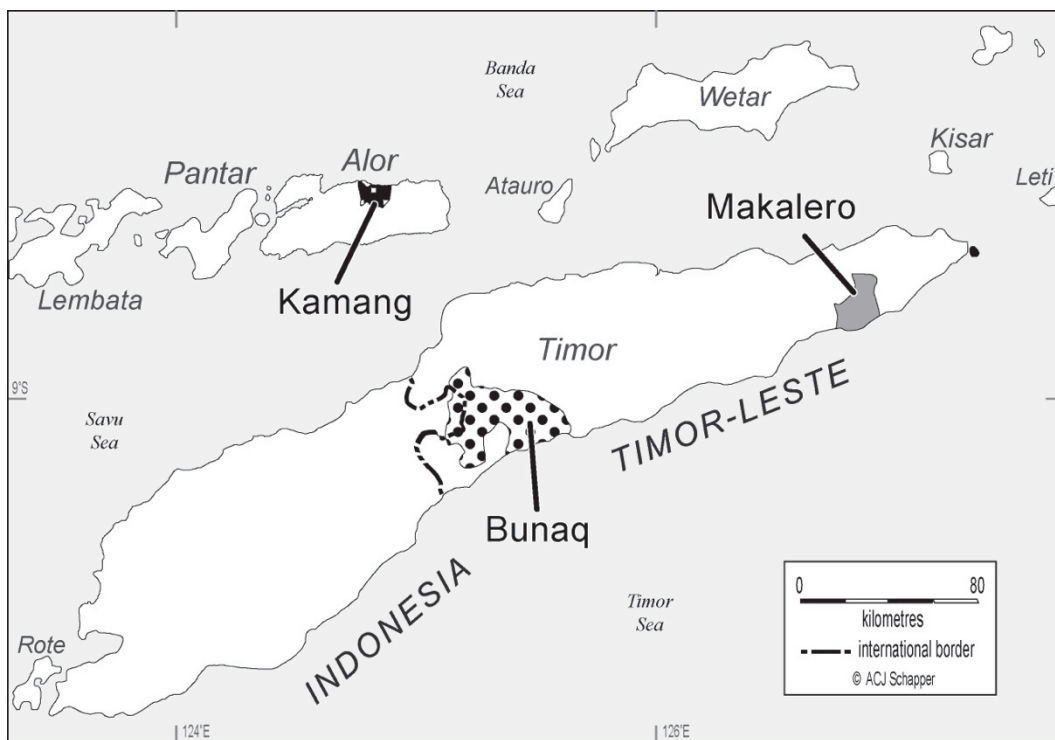 Banda
Sea
Wetar
Kisar
Leti
Alor
Pantar
Atauro
Makalero
Lembata
Kamang
Timor
9°S
Savu
Sea
TIMOR-LESTE
Bunaq
INDONESIA
Timor
Sea
Rote
0 80
kilometres
international border
© ACJ Schapper
124°E
126°E